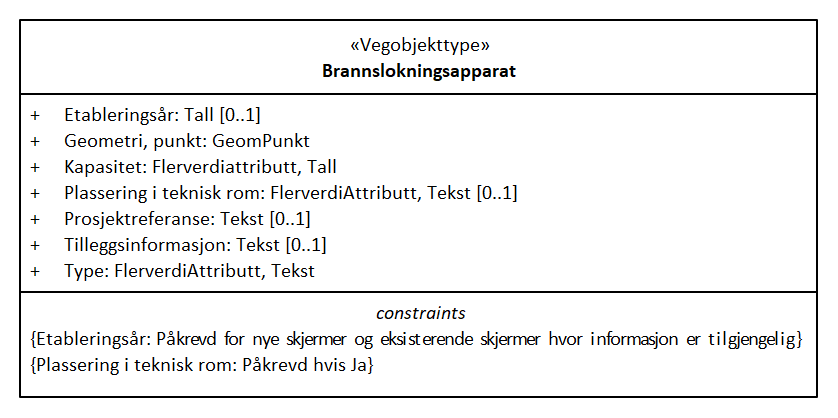 «Vegobjekttype»
Brannslokningsapparat
+ Etableringsår: Tall [0..1]
+ Geometri, punkt: GeomPunkt
+ Kapasitet: Flerverdiattributt, Tall
+ Plassering i teknisk rom: FlerverdiAttributt, Tekst [0..1]
+ Prosjektreferanse: Tekst [0..1]
+ Tilleggsinformasjon: Tekst [0..1]
+ Type: FlerverdiAttributt, Tekst
constraints
{Etableringsår: Påkrevd for nye skjermer og eksisterende skjermer hvor informasjon er tilgjengelig}
{Plassering i teknisk rom: Påkrevd hvis Ja}